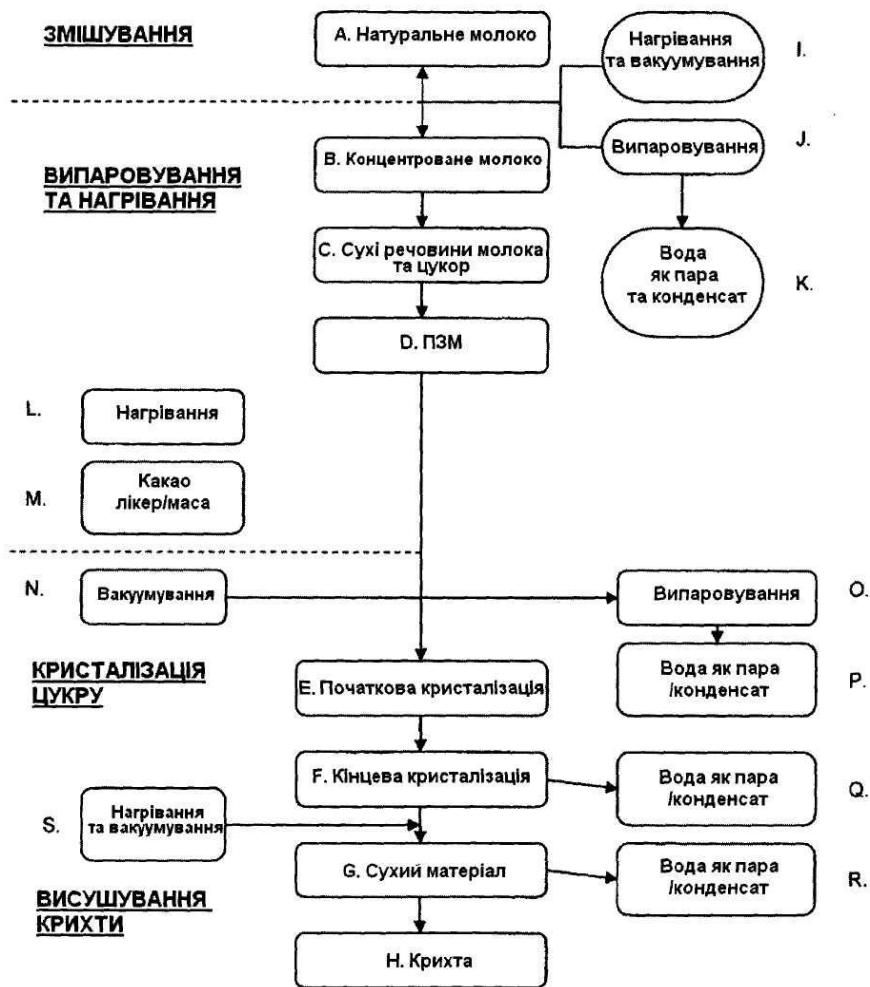 ЗМІШУВАННЯ
A. Натуральне молоко
Нагрівання
та вакуумування
I.
B. Концентроване молоко
Випаровування
J.
ВИПАРОВУВАННЯ
ТА НАГРІВАННЯ
C. Сухі речовини молока
та цукор
Вода
як пара
та конденсат
K.
D. ПЗМ
L.
Нагрівання
M.
Какао
лікер/маса
N.
Вакуумування
Випаровування
O.
КРИСТАЛІЗАЦІЯ
ЦУКРУ
E. Початкова кристалізація
Вода як пара
/конденсат
P.
F. Кінцева кристалізація
Вода як пара
/конденсат
Q.
S.
Нагрівання
та вакуумування
G. Сухий матеріал
Вода як пара
/конденсат
R.
ВИСУШУВАННЯ
КРИХТИ
H. Крихта